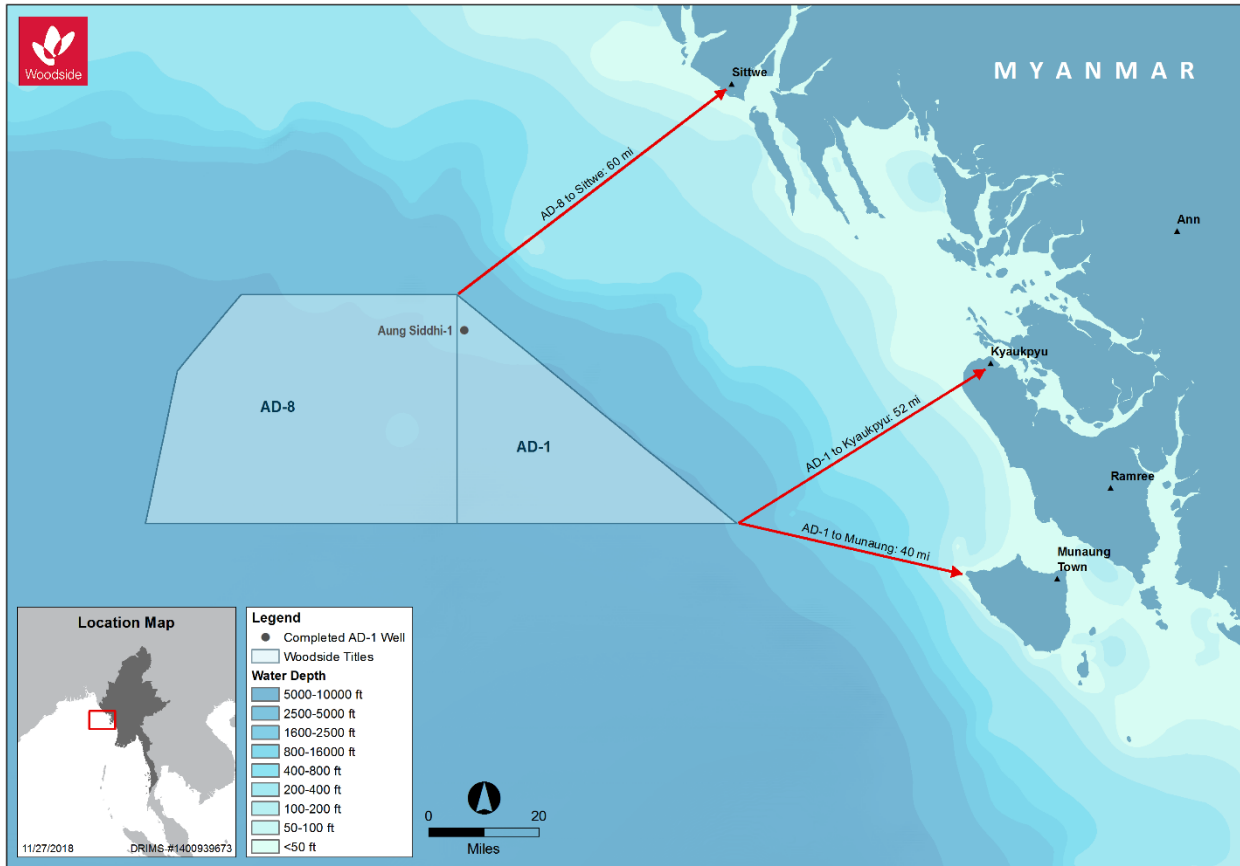 Woodside
MYANMAR
Sittwe
AD-8 to Sittwe: 60 mi
Ann
Aung Siddhi-1
Kyaukpyu
AD-8
AD-1 to Kyaukpyu: 52 mi
AD-1
Ramree
AD-1 to Munaung: 40 mi
Munaung
Town
Location Map
11/27/2018
DRIMS-#1400939673
Legend
Completed AD-1 Well
Woodside Titles
Water Depth
5000-10000 ft
2500-5000 ft
1600-2500 ft
800-16000 ft
400-800 ft
200-400 ft
100-200 ft
50-100 ft
<50 ft
0 20
Miles